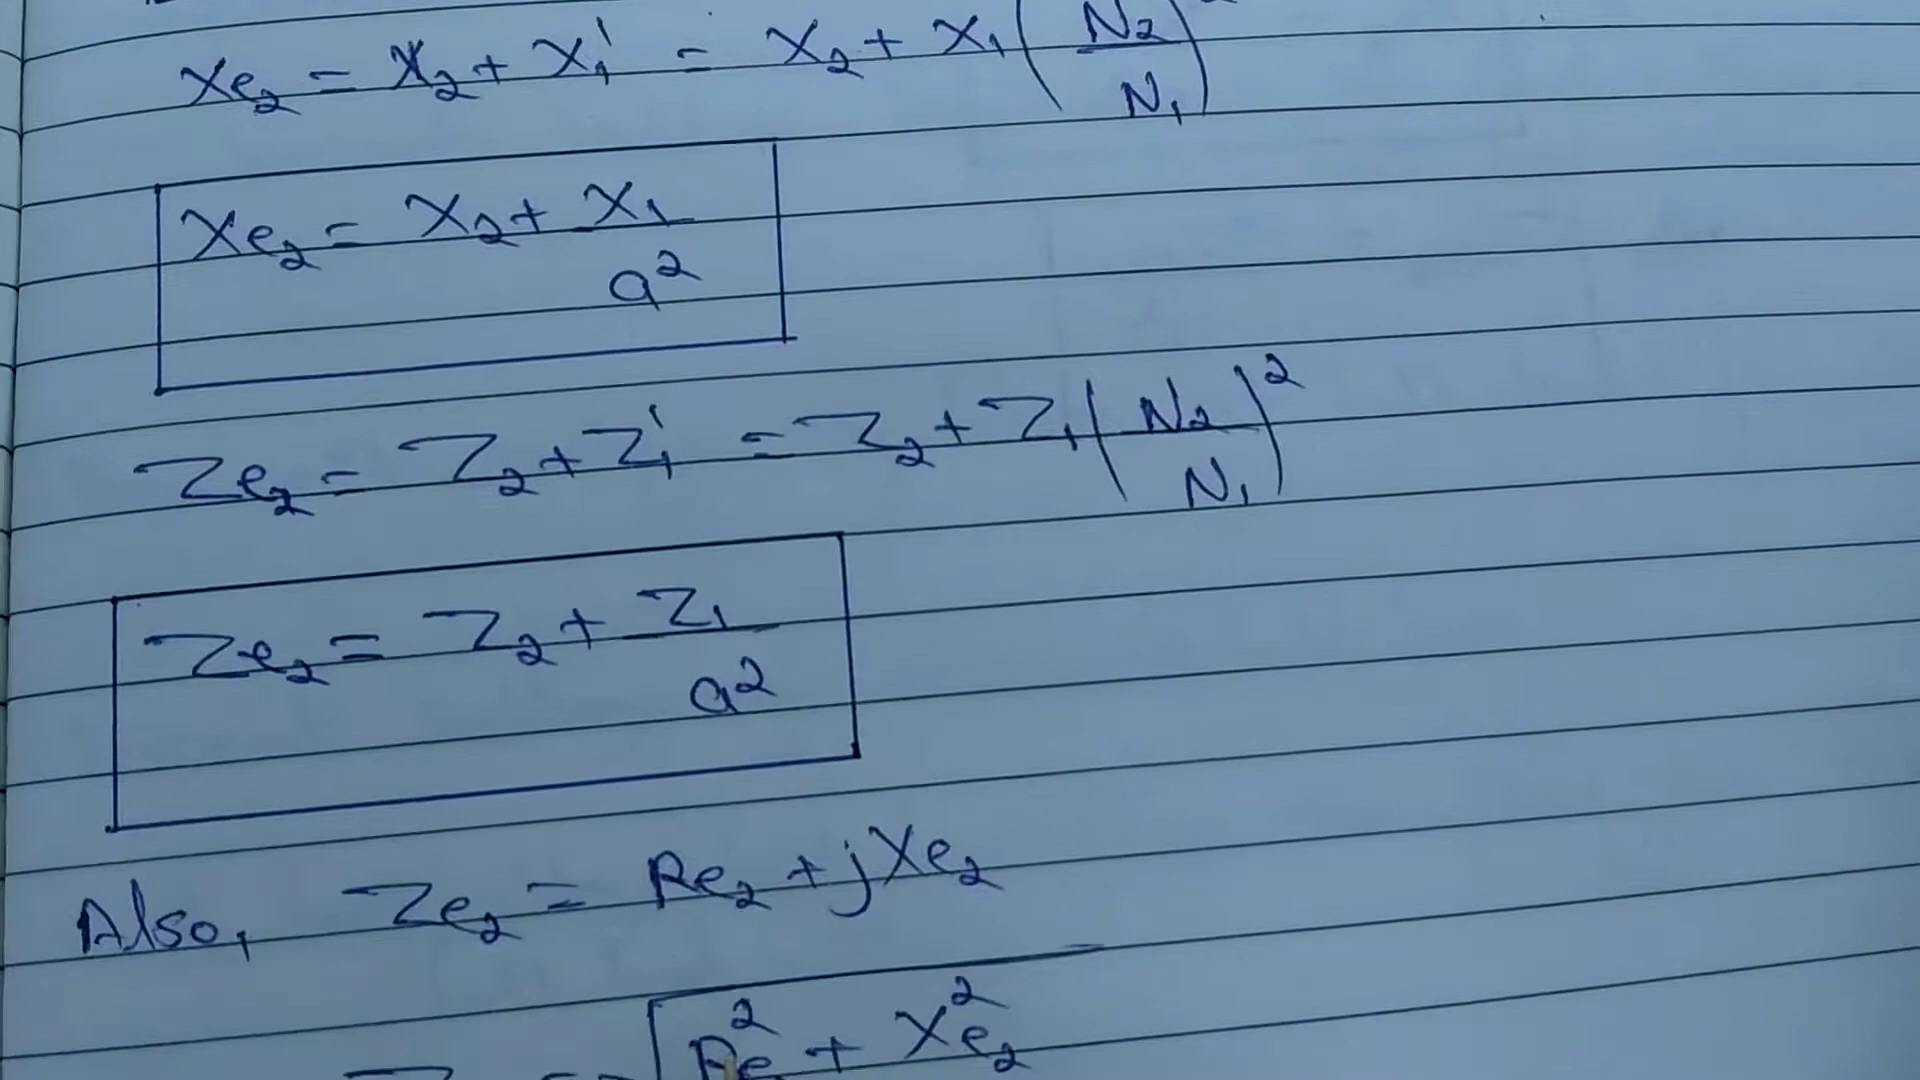 Xe₂ = X₂ + X₁' = X₂ + X₁ (N₂/N₁)²
Xe₂ = X₂ + X₁/a²
Ze₂ = Z₂ + Z₁' = Z₂ + Z₁ (N₂/N₁)²
Ze₂ = Z₂ + Z₁/a²
Also, Ze₂ = Re₂ + jXe₂
√Re² + Xe₂²